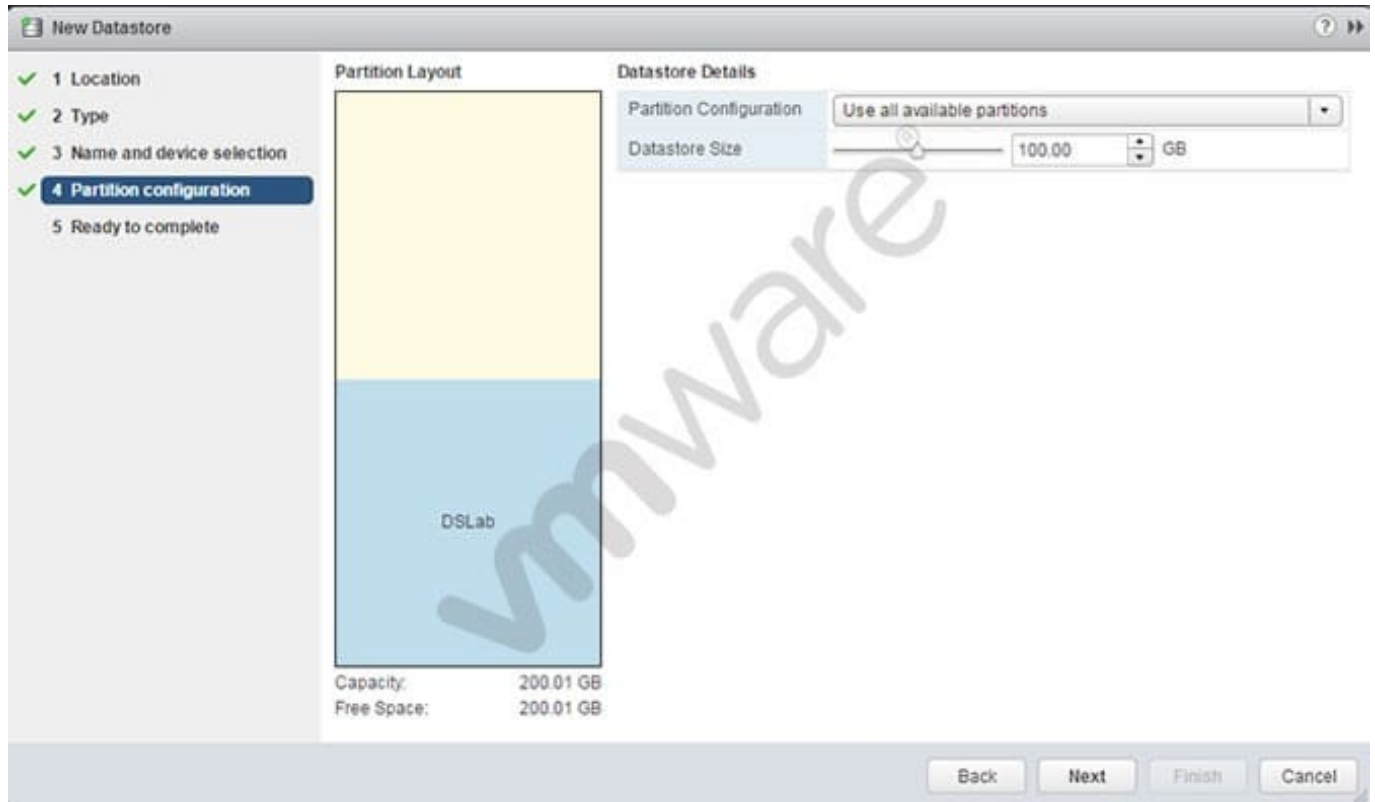 New Datastore
1 Location
2 Type
3 Name and device selection
4 Partition configuration
5 Ready to complete
Partition Layout
DSLab
Capacity: 200.01 GB
Free Space: 200.01 GB
Datastore Details
Partition Configuration Use all available partitions
Datastore Size 100.00 GB
vmware®
Back Next Finish Cancel